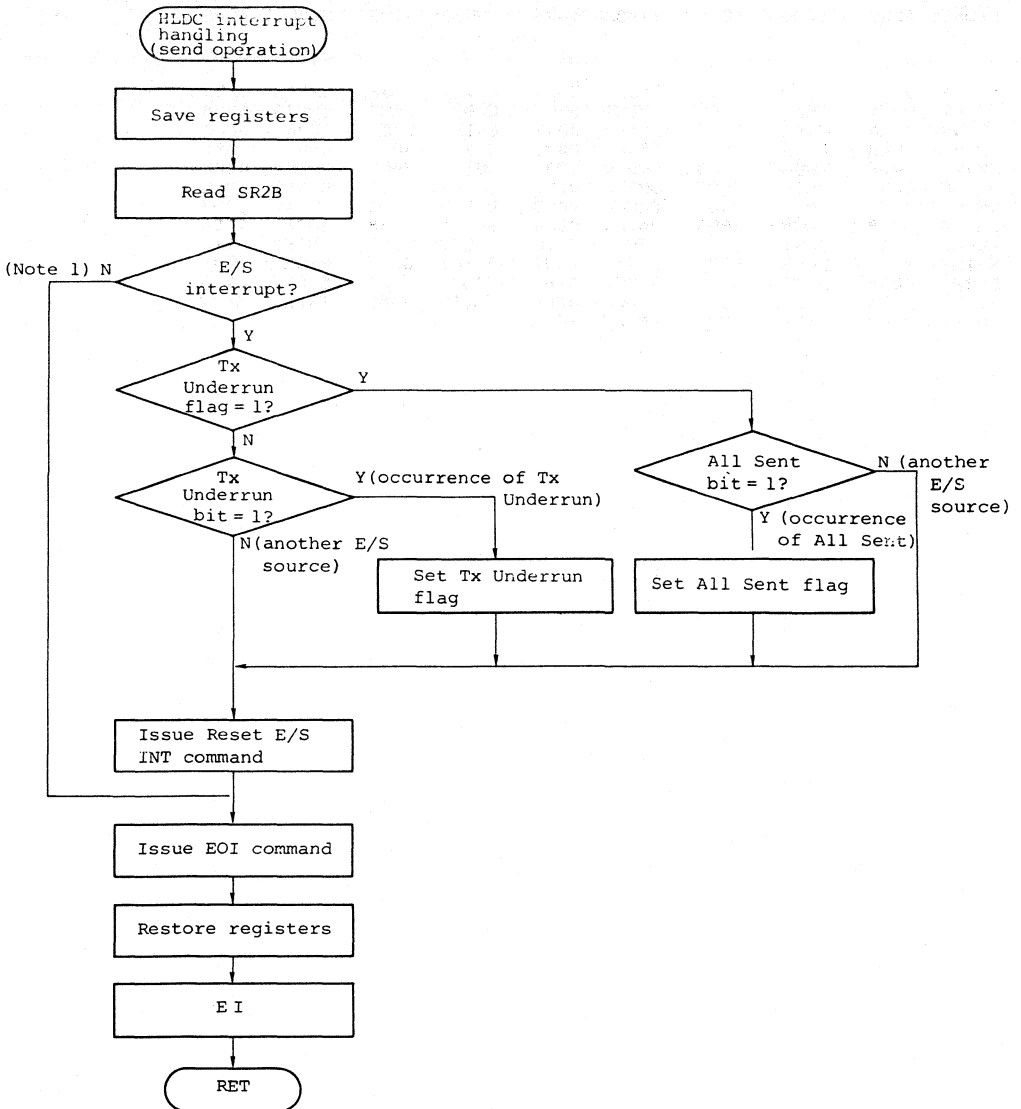 HLDC interrupt
handling
(send operation)
Save registers
Read SR2B
(Note 1) N
E/S
interrupt?
Y
Tx
Underrun
flag = 1?
Y
N
Tx
Underrun
bit = 1?
Y (occurrence of Tx
Underrun)
N (another E/S
source)
All Sent
bit = 1?
N (another
E/S
source)
Y (occurrence
of All Sent)
Set Tx Underrun
flag
Set All Sent flag
Issue Reset E/S
INT command
Issue EOI command
Restore registers
EI
RET